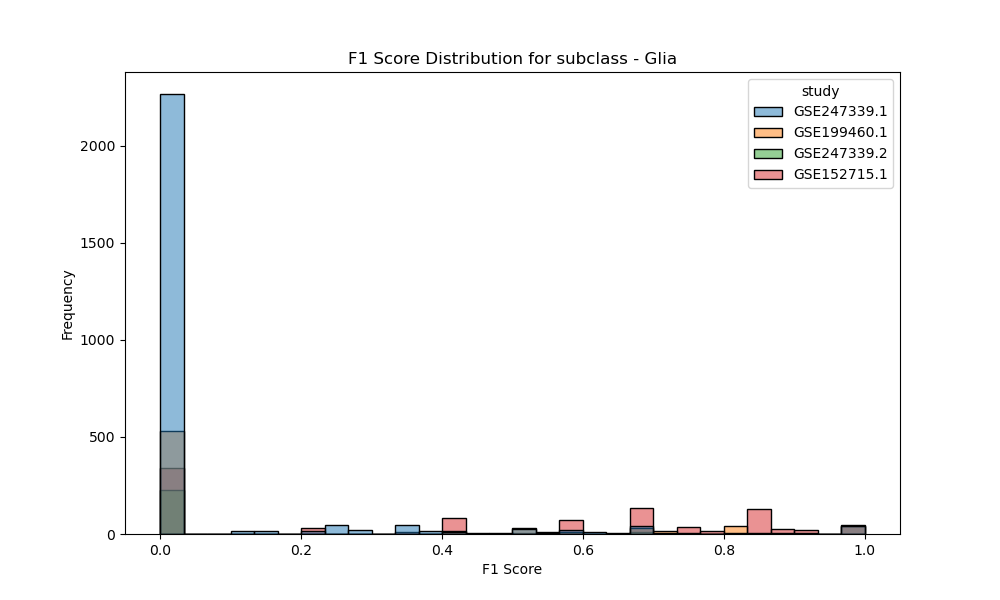 F1 Score Distribution for subclass - Glia
study
GSE247339.1
GSE199460.1
GSE247339.2
GSE152715.1
Frequency
2000
1500
1000
500
0
0.0 0.2 0.4 0.6 0.8 1.0
F1 Score